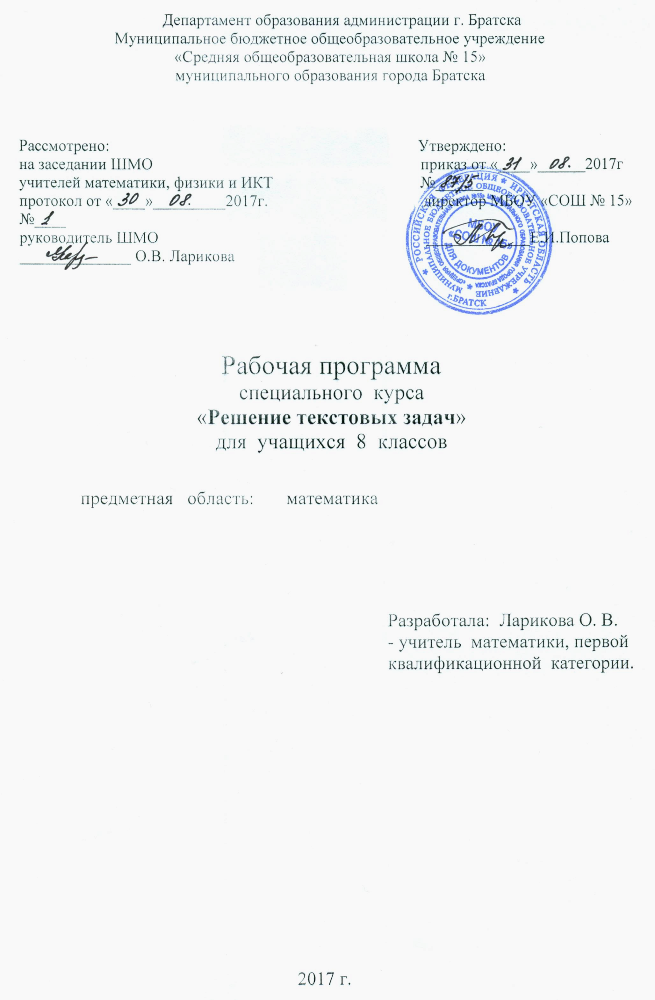 Департамент образования администрации г. Братска
Муниципальное бюджетное общеобразовательное учреждение
«Средняя общеобразовательная школа № 15»
муниципального образования города Братска
Рассмотрено:
на заседании ШМО
учителей математики, физики и ИКТ
протокол от «30» 08. 2017г.
№ 1
руководитель ШМО
О.В. Ларикова
Утверждено:
приказ от «31» 08. 2017г
№ 87/5
директор МБОУ «СОШ № 15»
Е.И.Попова
* РОССИЙСКАЯ ФЕДЕРАЦИЯ * ИРКУТСКАЯ ОБЛАСТЬ *
г.БРАТСК
МУНИЦИПАЛЬНОЕ БЮДЖЕТНОЕ ОБЩЕОБРАЗОВАТЕЛЬНОЕ УЧРЕЖДЕНИЕ
«СРЕДНЯЯ ОБЩЕОБРАЗОВАТЕЛЬНАЯ ШКОЛА №15» МУНИЦИПАЛЬНОГО ОБРАЗОВАНИЯ ГОРОДА БРАТСКА *
МБОУ
«СОШ № 15»
ДЛЯ ДОКУМЕНТОВ
Рабочая программа
специального курса
«Решение текстовых задач»
для учащихся 8 классов
предметная область: математика
Разработала: Ларикова О. В.
- учитель математики, первой
квалификационной категории.
2017 г.